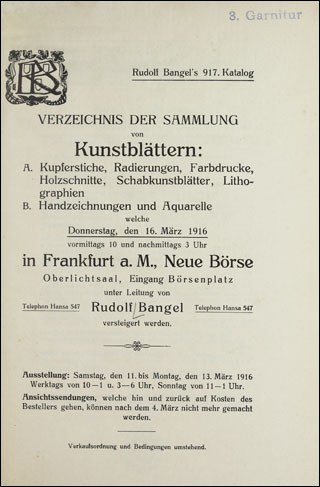 3. Garnitur
RB
Rudolf Bangel's 917. Katalog
VERZEICHNIS DER SAMMLUNG
von
Kunstblättern:
A. Kupferstiche, Radierungen, Farbdrucke,
Holzschnitte, Schabkunstblätter, Litho-
graphien
B. Handzeichnungen und Aquarelle
welche
Donnerstag, den 16. März 1916
vormittags 10 und nachmittags 3 Uhr
in Frankfurt a. M., Neue Börse
Oberlichtsaal, Eingang Börsenplatz
unter Leitung von
Telephon Hansa 547 Rudolf Bangel Telephon Hansa 547
versteigert werden.
Ausstellung: Samstag, den 11. bis Montag, den 13. März 1916
Werktags von 10—1 u. 3—6 Uhr, Sonntag von 11—1 Uhr.
Ansichtssendungen, welche hin und zurück auf Kosten des
Bestellers gehen, können nach dem 4. März nicht mehr gemacht
werden.
Verkaufsordnung und Bedingungen umstehend.